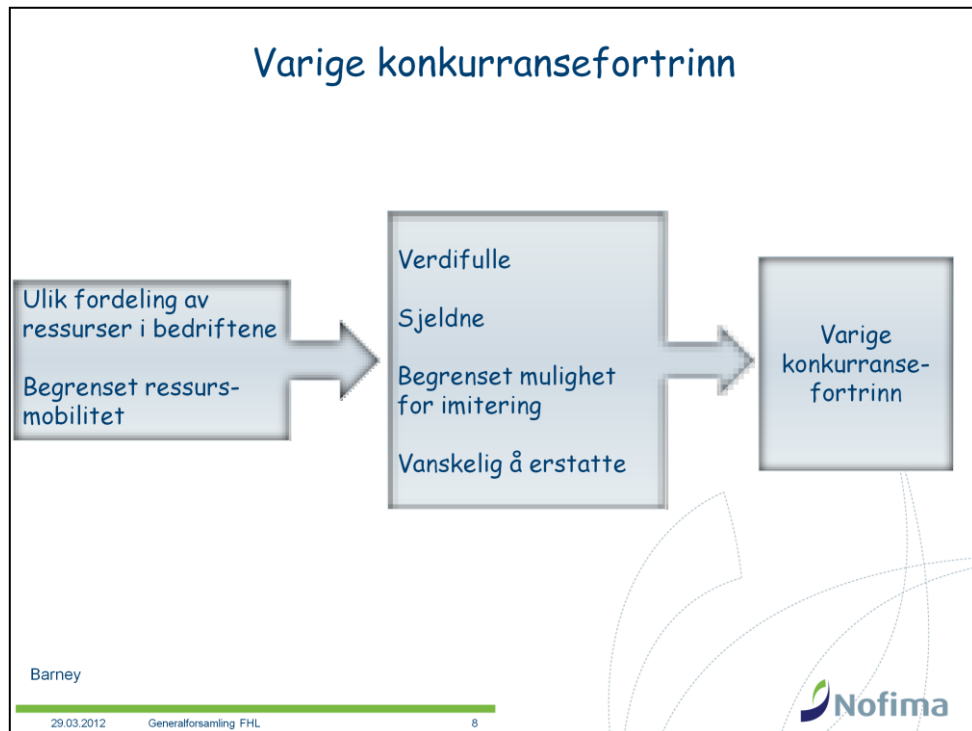 Varige konkurransefortrinn
Ulik fordeling av
ressurser i bedriftene
Begrenset ressurs-
mobilitet
Verdifulle
Sjeldne
Begrenset mulighet
for imitering
Vanskelig å erstatte
Varige
konkurranse-
fortrinn
Barney
29.03.2012 Generalforsamling FHL 8
Nofima